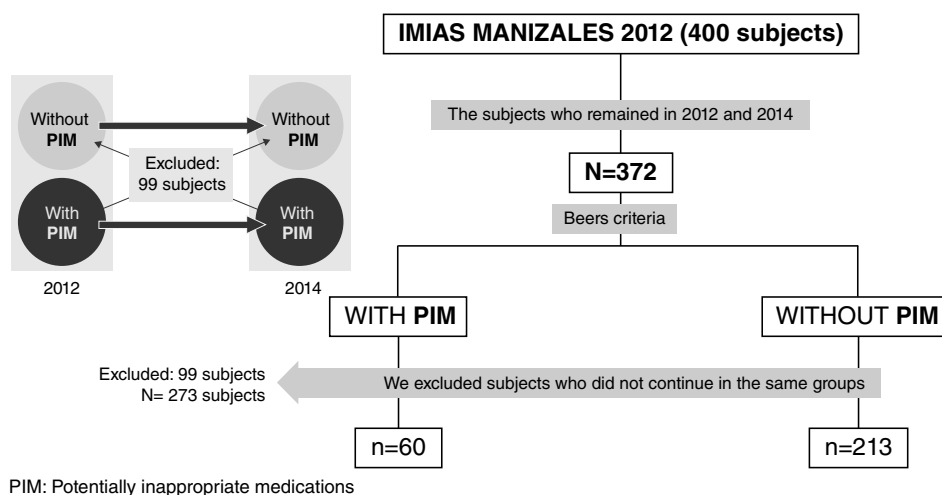 IMIAS MANIZALES 2012 (400 subjects)
Without
PIM
Without
PIM
Excluded:
99 subjects
With
PIM
With
PIM
2012
2014
The subjects who remained in 2012 and 2014
N=372
Beers criteria
WITH PIM
WITHOUT PIM
Excluded: 99 subjects
N= 273 subjects
We excluded subjects who did not continue in the same groups
n=60
n=213
PIM: Potentially inappropriate medications